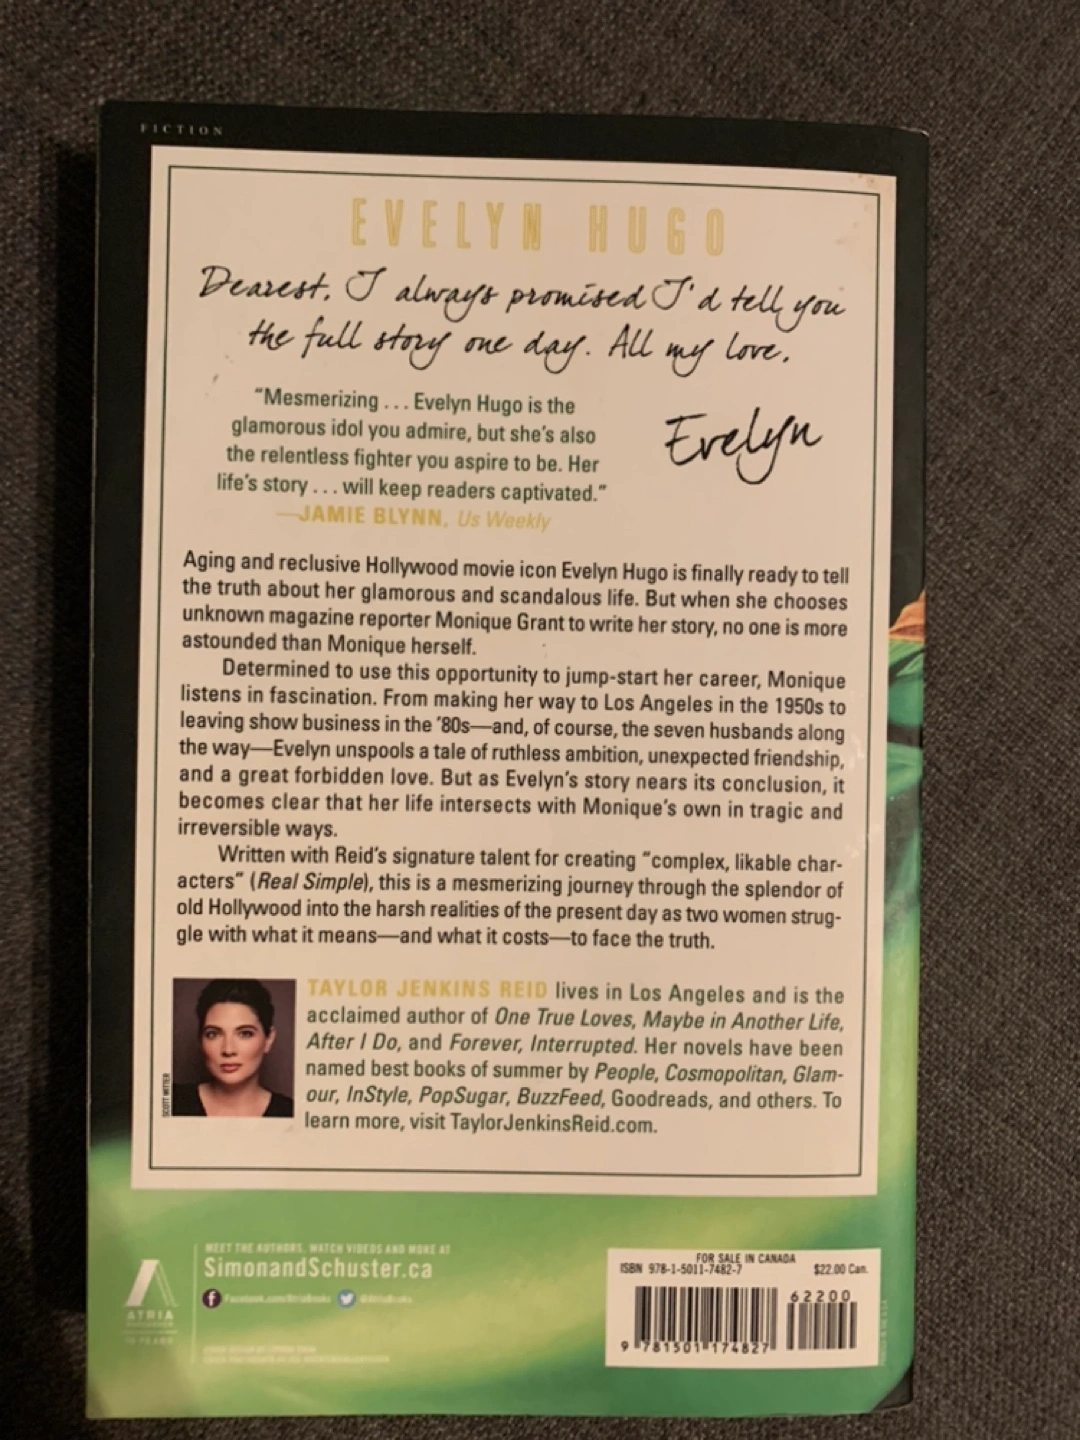 FICTION
EVELYN HUGO
Dearest, I always promised I'd tell you
the full story one day. All my love,
Evelyn
"Mesmerizing . . . Evelyn Hugo is the
glamorous idol you admire, but she's also
the relentless fighter you aspire to be. Her
life's story . . . will keep readers captivated."
—JAMIE BLYNN, Us Weekly
Aging and reclusive Hollywood movie icon Evelyn Hugo is finally ready to tell
the truth about her glamorous and scandalous life. But when she chooses
unknown magazine reporter Monique Grant to write her story, no one is more
astounded than Monique herself.
Determined to use this opportunity to jump-start her career, Monique
listens in fascination. From making her way to Los Angeles in the 1950s to
leaving show business in the '80s—and, of course, the seven husbands along
the way—Evelyn unspools a tale of ruthless ambition, unexpected friendship,
and a great forbidden love. But as Evelyn's story nears its conclusion, it
becomes clear that her life intersects with Monique's own in tragic and
irreversible ways.
Written with Reid's signature talent for creating "complex, likable char-
acters" (Real Simple), this is a mesmerizing journey through the splendor of
old Hollywood into the harsh realities of the present day as two women strug-
gle with what it means—and what it costs—to face the truth.
SCOTT WITTER
TAYLOR JENKINS REID lives in Los Angeles and is the
acclaimed author of One True Loves, Maybe in Another Life,
After I Do, and Forever, Interrupted. Her novels have been
named best books of summer by People, Cosmopolitan, Glam-
our, InStyle, PopSugar, BuzzFeed, Goodreads, and others. To
learn more, visit TaylorJenkinsReid.com.
MEET THE AUTHORS, WATCH VIDEOS AND MORE AT
SimonandSchuster.ca
Facebook.com/AtriaBooks @AtriaBooks
ATRIA
FOR SALE IN CANADA
ISBN 978-1-5011-7482-7 $22.00 Can.
62200
9 781501 174827